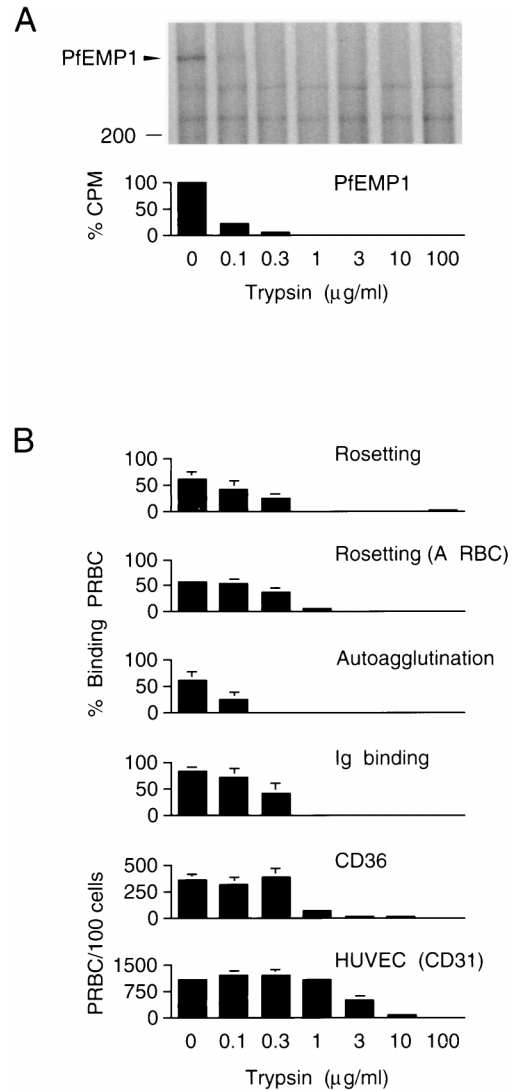 A
PfEMP1
200
% CPM
100
50
0
PfEMP1
0 0.1 0.3 1 3 10 100
Trypsin (μg/ml)
B
% Binding PRBC
100
50
0
Rosetting
100
50
0
Rosetting (A RBC)
100
50
0
Autoagglutination
100
50
0
Ig binding
PRBC/100 cells
500
250
0
CD36
1500
750
0
HUVEC (CD31)
0 0.1 0.3 1 3 10 100
Trypsin (μg/ml)